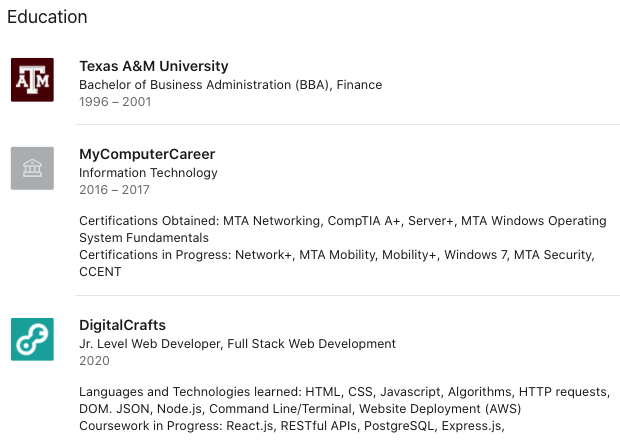 Education
Texas A&M University
Bachelor of Business Administration (BBA), Finance
1996 – 2001
MyComputerCareer
Information Technology
2016 – 2017
Certifications Obtained: MTA Networking, CompTIA A+, Server+, MTA Windows Operating
System Fundamentals
Certifications in Progress: Network+, MTA Mobility, Mobility+, Windows 7, MTA Security,
CCENT
DigitalCrafts
Jr. Level Web Developer, Full Stack Web Development
2020
Languages and Technologies learned: HTML, CSS, Javascript, Algorithms, HTTP requests,
DOM. JSON, Node.js, Command Line/Terminal, Website Deployment (AWS)
Coursework in Progress: React.js, RESTful APIs, PostgreSQL, Express.js,
ATM